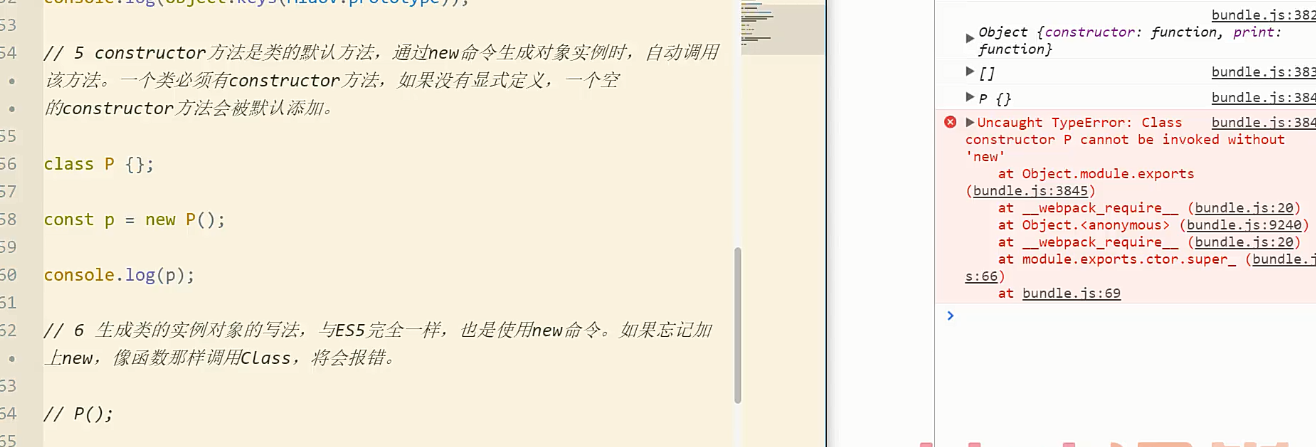 console.log(Object.keys(Miaov.prototype));
53
54 // 5 constructor方法是类的默认方法，通过new命令生成对象实例时，自动调用
该方法。一个类必须有constructor方法，如果没有显式定义，一个空
的constructor方法会被默认添加。
55
56 class P {};
57
58 const p = new P();
59
60 console.log(p);
61
62 // 6 生成类的实例对象的写法，与ES5完全一样，也是使用new命令。如果忘记加
上new，像函数那样调用Class，将会报错。
63
64 // P();
65
bundle.js:382
Object {constructor: function, print:
function}
[] bundle.js:383
P {} bundle.js:384
Uncaught TypeError: Class bundle.js:384
constructor P cannot be invoked without
'new'
at Object.module.exports
(bundle.js:3845)
at __webpack_require__ (bundle.js:20)
at Object.<anonymous> (bundle.js:9240)
at __webpack_require__ (bundle.js:20)
at module.exports.ctor.super_ (bundle.j
s:66)
at bundle.js:69